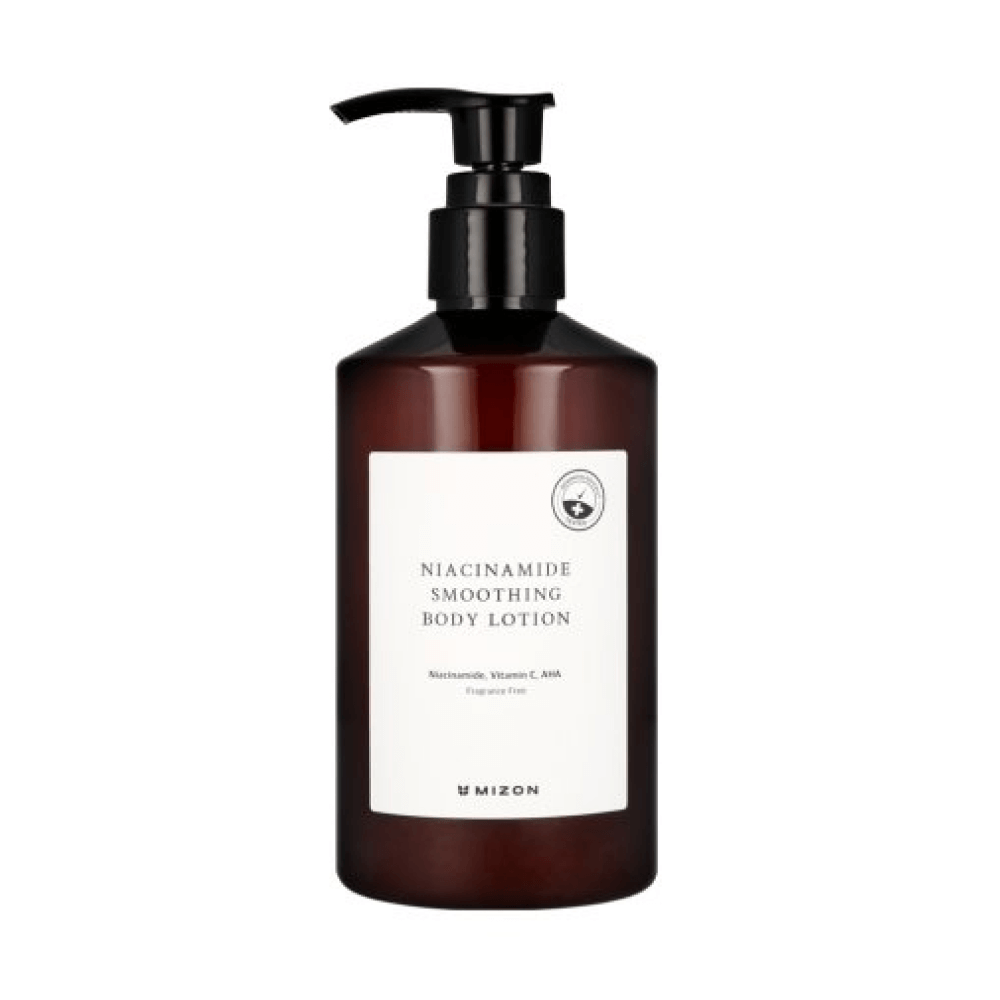 NIACINAMIDE
SMOOTHING
BODY LOTION
Niacinamide, Vitamin C, AHA
Fragrance Free
MIZON